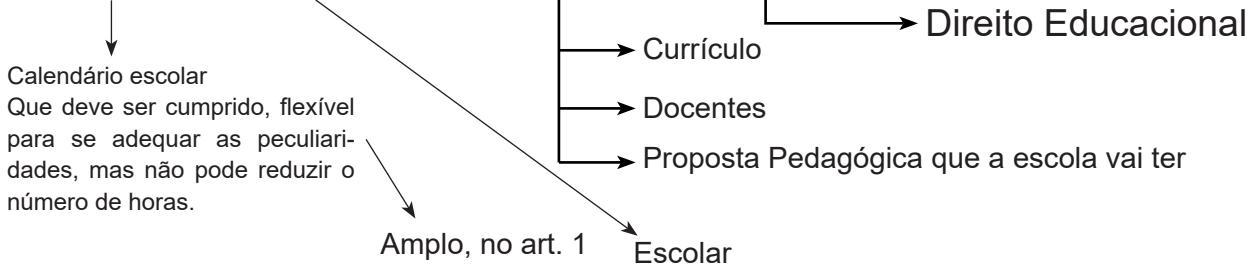 Direito Educacional
Currículo
Calendário escolar
Que deve ser cumprido, flexível
para se adequar as peculiari-
dades, mas não pode reduzir o
número de horas.
Docentes
Proposta Pedagógica que a escola vai ter
Amplo, no art. 1
Escolar